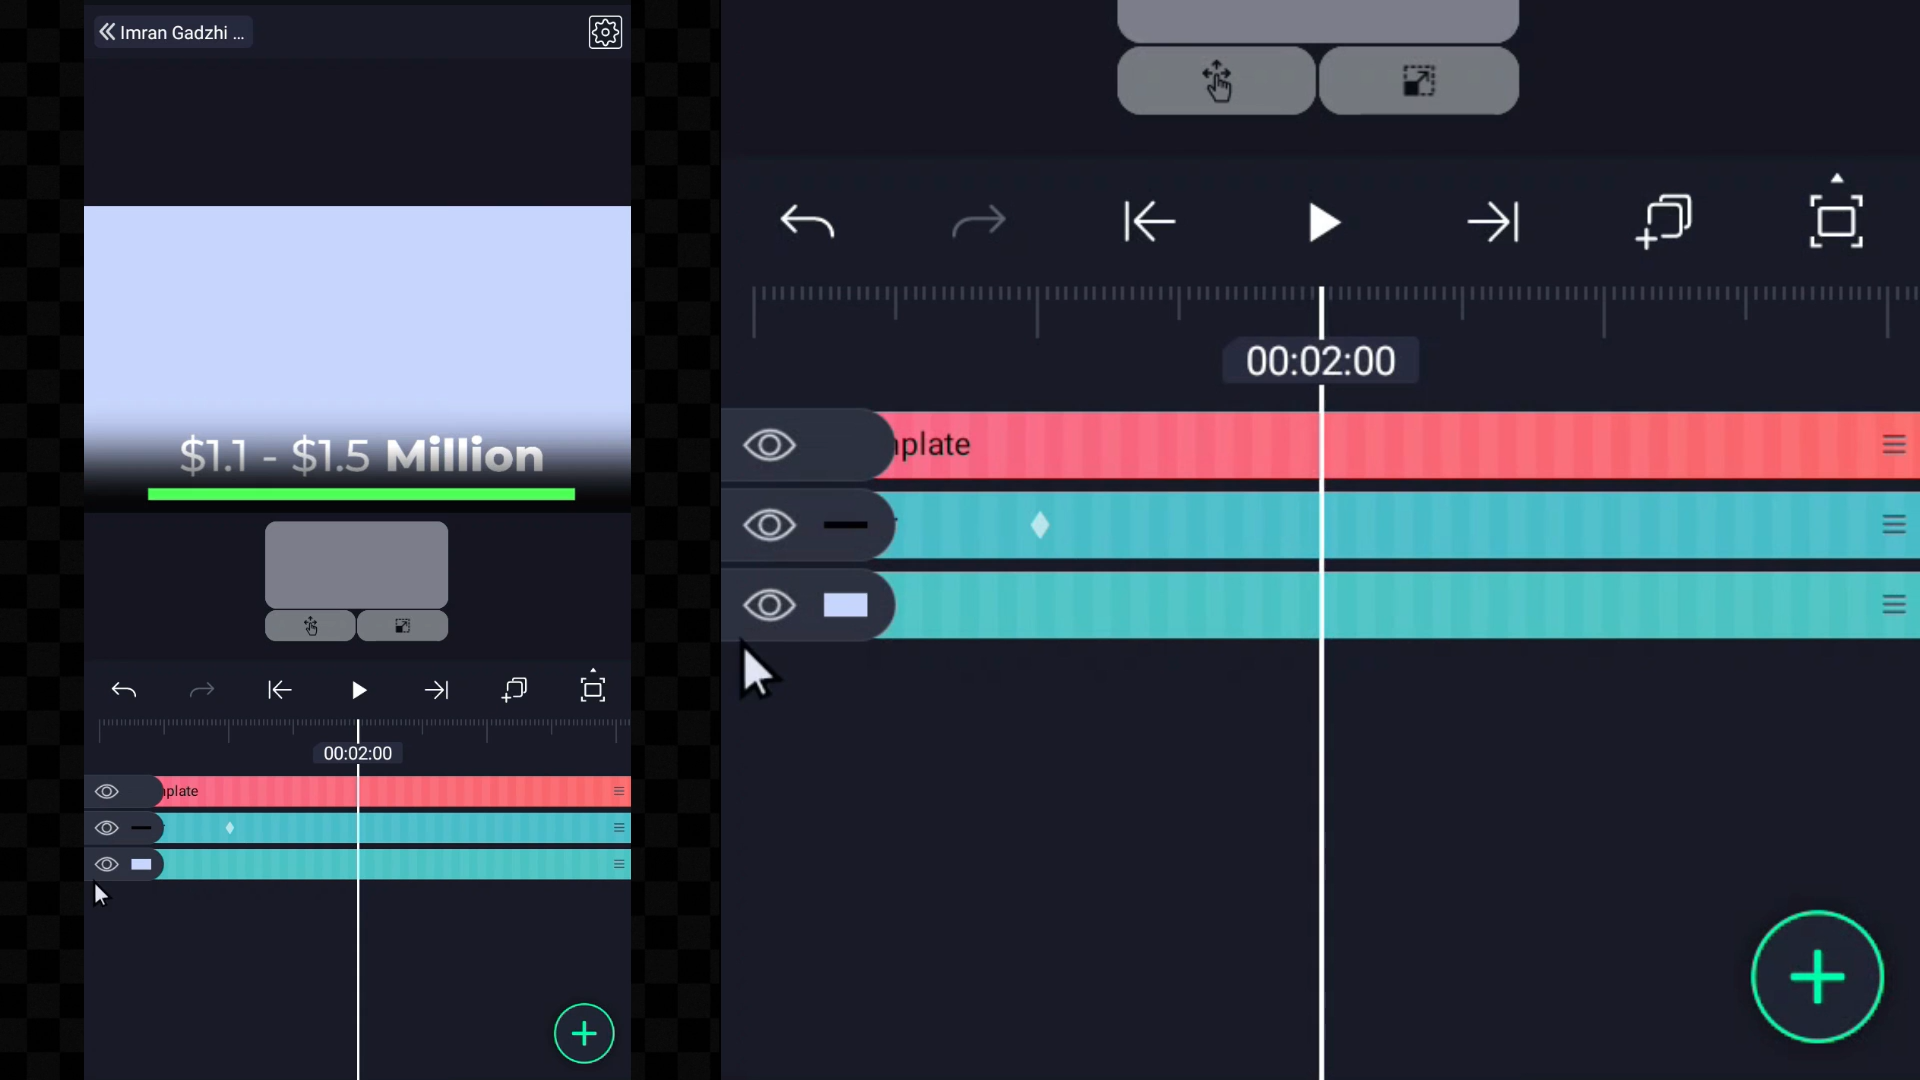 Imran Gadzhi ...
$1.1 - $1.5 Million
00:02:00
plate
00:02:00
plate